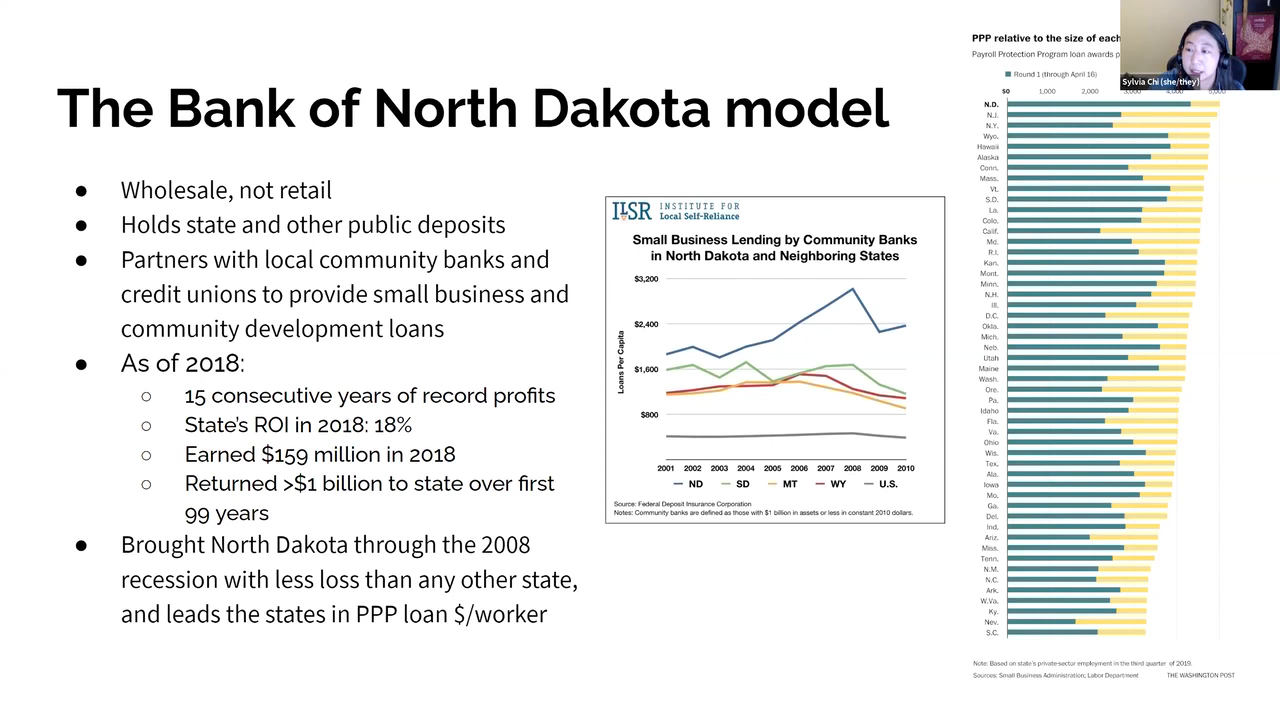 The Bank of North Dakota model
● Wholesale, not retail
● Holds state and other public deposits
● Partners with local community banks and
credit unions to provide small business and
community development loans
● As of 2018:
○ 15 consecutive years of record profits
○ State's ROI in 2018: 18%
○ Earned $159 million in 2018
○ Returned >$1 billion to state over first
99 years
● Brought North Dakota through the 2008
recession with less loss than any other state,
and leads the states in PPP loan $/worker
ILSR INSTITUTE FOR
Local Self-Reliance
Small Business Lending by Community Banks
in North Dakota and Neighboring States
Loans Per Capita
$3,200
$2,400
$1,600
$800
2001 2002 2003 2004 2005 2006 2007 2008 2009 2010
ND SD MT WY U.S.
Source: Federal Deposit Insurance Corporation
Notes: Community banks are defined as those with $1 billion in assets or less in constant 2010 dollars.
PPP relative to the size of each
Payroll Protection Program loan awards
Round 1 (through April 16)
$0 1,000 2,000 3,000 4,000 5,000
N.D.
N.J.
N.Y.
Wyo.
Hawaii
Alaska
Conn.
Mass.
Vt.
S.D.
La.
Colo.
Calif.
Md.
R.I.
Kan.
Mont.
Minn.
N.H.
Ill.
D.C.
Okla.
Mich.
Neb.
Utah
Maine
Wash.
Ore.
Pa.
Idaho
Fla.
Va.
Ohio
Wis.
Tex.
Ala.
Iowa
Mo.
Ga.
Del.
Ind.
Ariz.
Miss.
Tenn.
N.M.
N.C.
Ark.
W.Va.
Ky.
Nev.
S.C.
Note: Based on state's private-sector employment in the third quarter of 2019.
Sources: Small Business Administration; Labor Department THE WASHINGTON POST
Sylvia Chi (she/they)